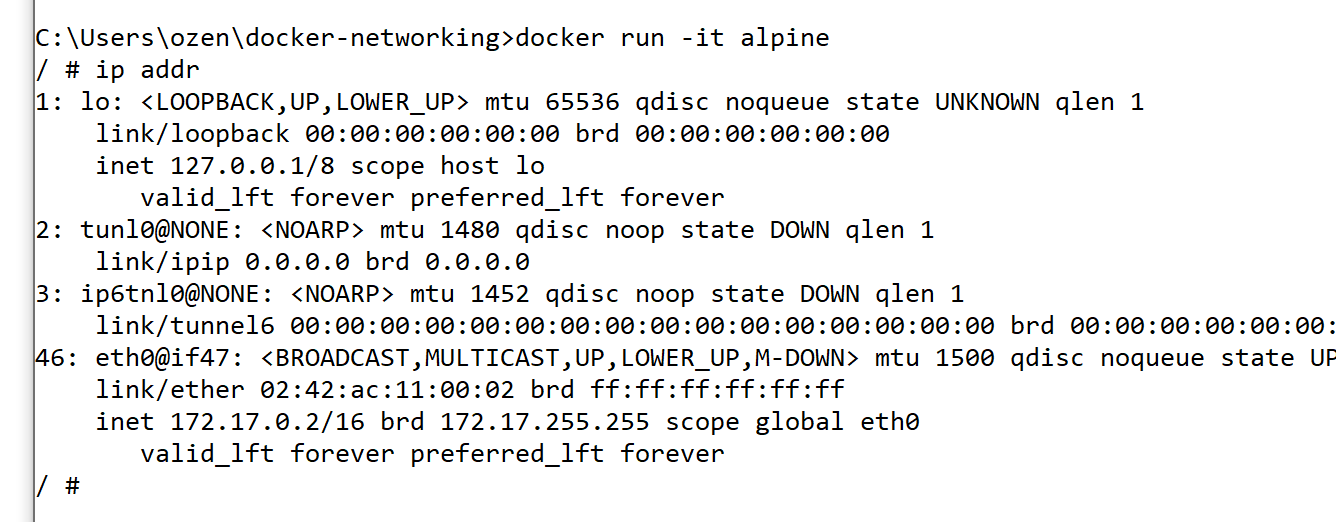 C:\Users\ozen\docker-networking>docker run -it alpine
/ # ip addr
1: lo: <LOOPBACK,UP,LOWER_UP> mtu 65536 qdisc noqueue state UNKNOWN qlen 1
    link/loopback 00:00:00:00:00:00 brd 00:00:00:00:00:00
    inet 127.0.0.1/8 scope host lo
       valid_lft forever preferred_lft forever
2: tunl0@NONE: <NOARP> mtu 1480 qdisc noop state DOWN qlen 1
    link/ipip 0.0.0.0 brd 0.0.0.0
3: ip6tnl0@NONE: <NOARP> mtu 1452 qdisc noop state DOWN qlen 1
    link/tunnel6 00:00:00:00:00:00:00:00:00:00:00:00:00:00:00:00 brd 00:00:00:00:00:00:
46: eth0@if47: <BROADCAST,MULTICAST,UP,LOWER_UP,M-DOWN> mtu 1500 qdisc noqueue state UP
    link/ether 02:42:ac:11:00:02 brd ff:ff:ff:ff:ff:ff
    inet 172.17.0.2/16 brd 172.17.255.255 scope global eth0
       valid_lft forever preferred_lft forever
/ #